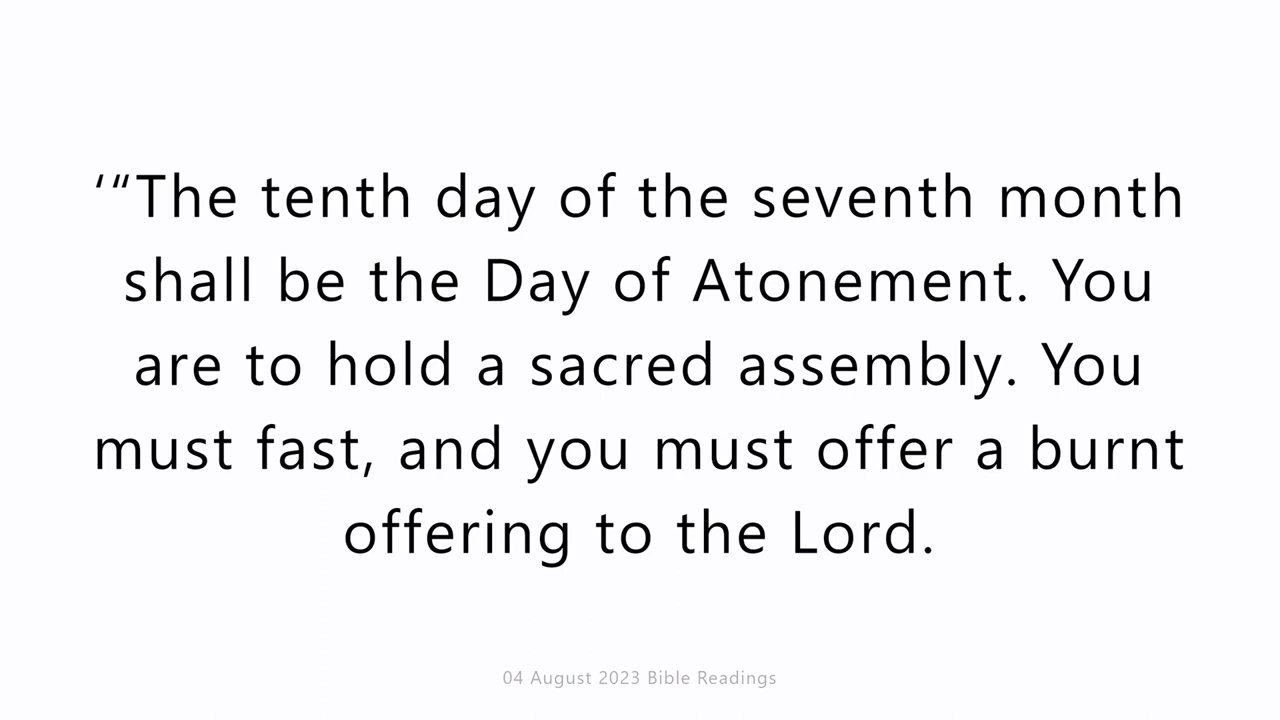 ‘“The tenth day of the seventh month
shall be the Day of Atonement. You
are to hold a sacred assembly. You
must fast, and you must offer a burnt
offering to the Lord.
04 August 2023 Bible Readings